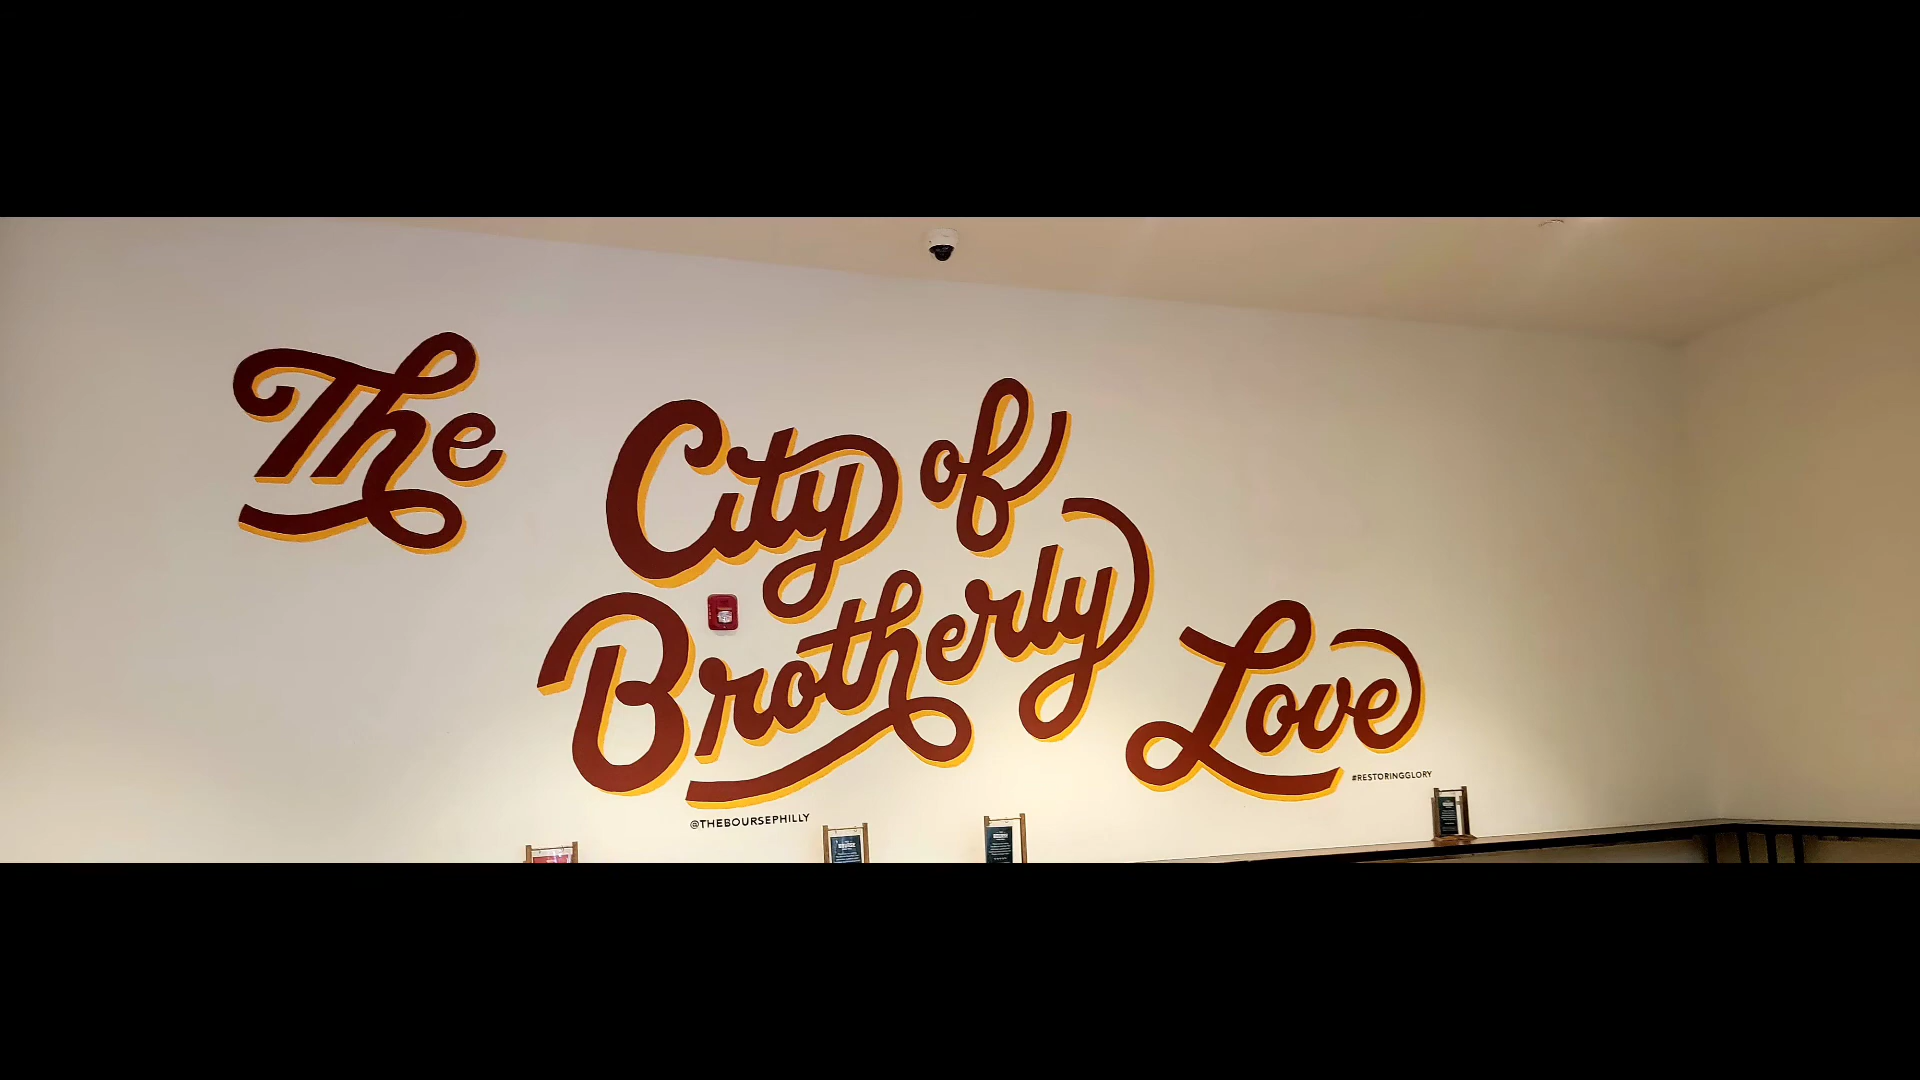 The
City of
Brotherly
Love
#RESTORINGGLORY
@THEBOURSEPHILLY